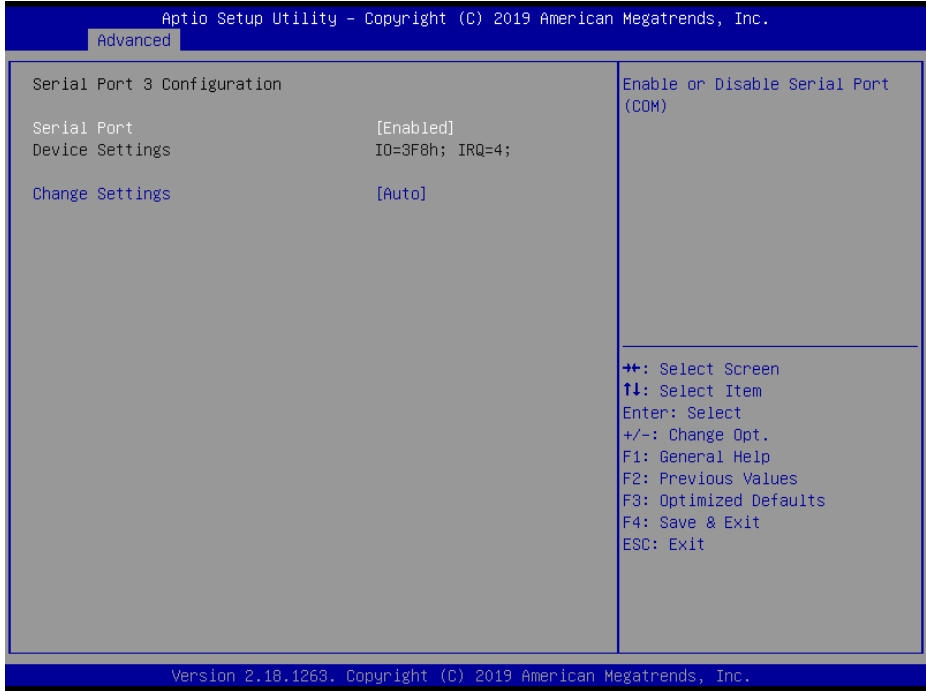 Aptio Setup Utility – Copyright (C) 2019 American Megatrends, Inc.
Advanced
Serial Port 3 Configuration
Serial Port [Enabled]
Device Settings IO=3F8h; IRQ=4;
Change Settings [Auto]
Enable or Disable Serial Port
(COM)
→←: Select Screen
↑↓: Select Item
Enter: Select
+/-: Change Opt.
F1: General Help
F2: Previous Values
F3: Optimized Defaults
F4: Save & Exit
ESC: Exit
Version 2.18.1263. Copyright (C) 2019 American Megatrends, Inc.